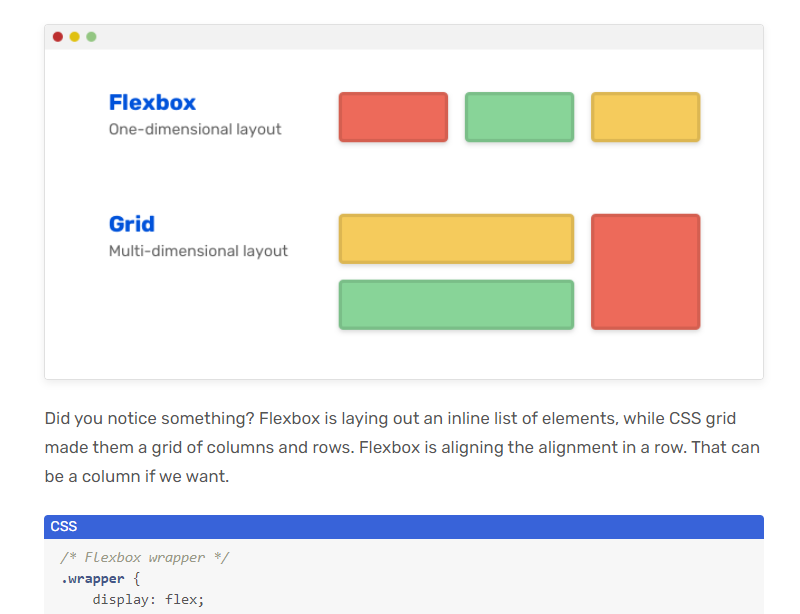 Flexbox
One-dimensional layout
Grid
Multi-dimensional layout
Did you notice something? Flexbox is laying out an inline list of elements, while CSS grid
made them a grid of columns and rows. Flexbox is aligning the alignment in a row. That can
be a column if we want.
CSS
/* Flexbox wrapper */
.wrapper {
    display: flex;